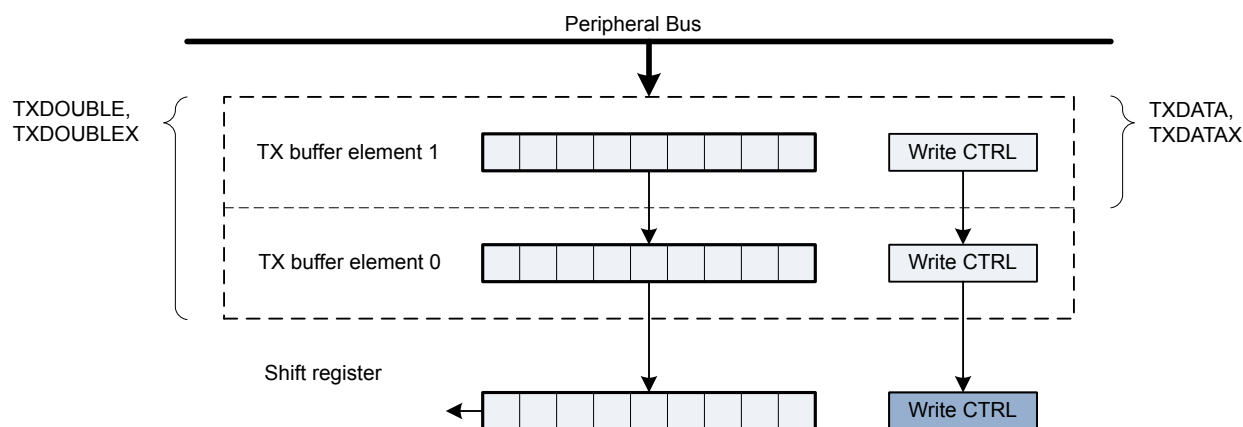 Peripheral Bus
TXDOUBLE,
TXDOUBLEX
TXDATA,
TXDATAX
TX buffer element 1
Write CTRL
TX buffer element 0
Write CTRL
Shift register
Write CTRL